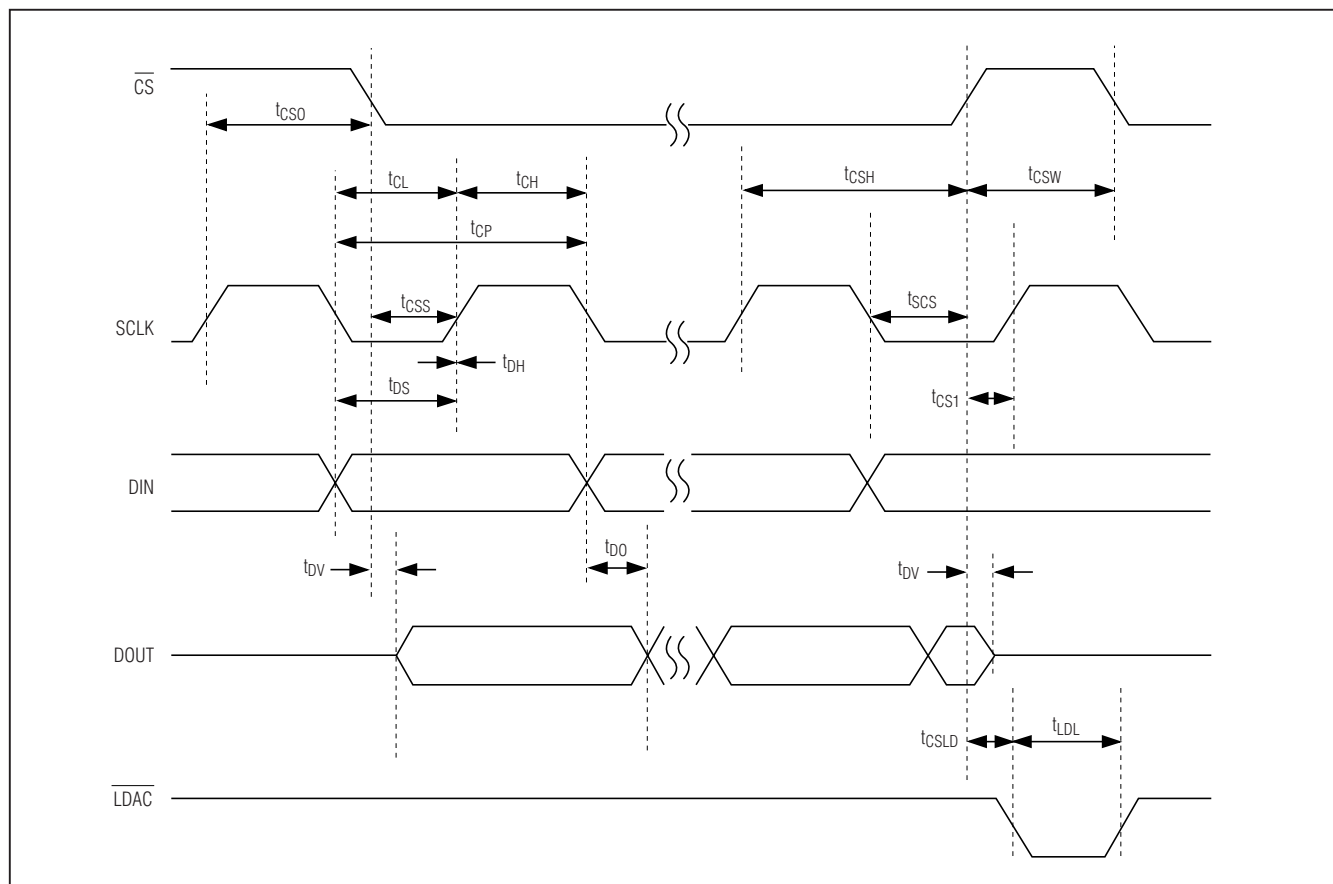 CS
tCS0
tCL
tCH
tCSH
tCSW
tCP
SCLK
tCSS
tSCS
tDH
tDS
tCS1
DIN
tDV
tDO
tDV
DOUT
tCSLD
tLDL
LDAC